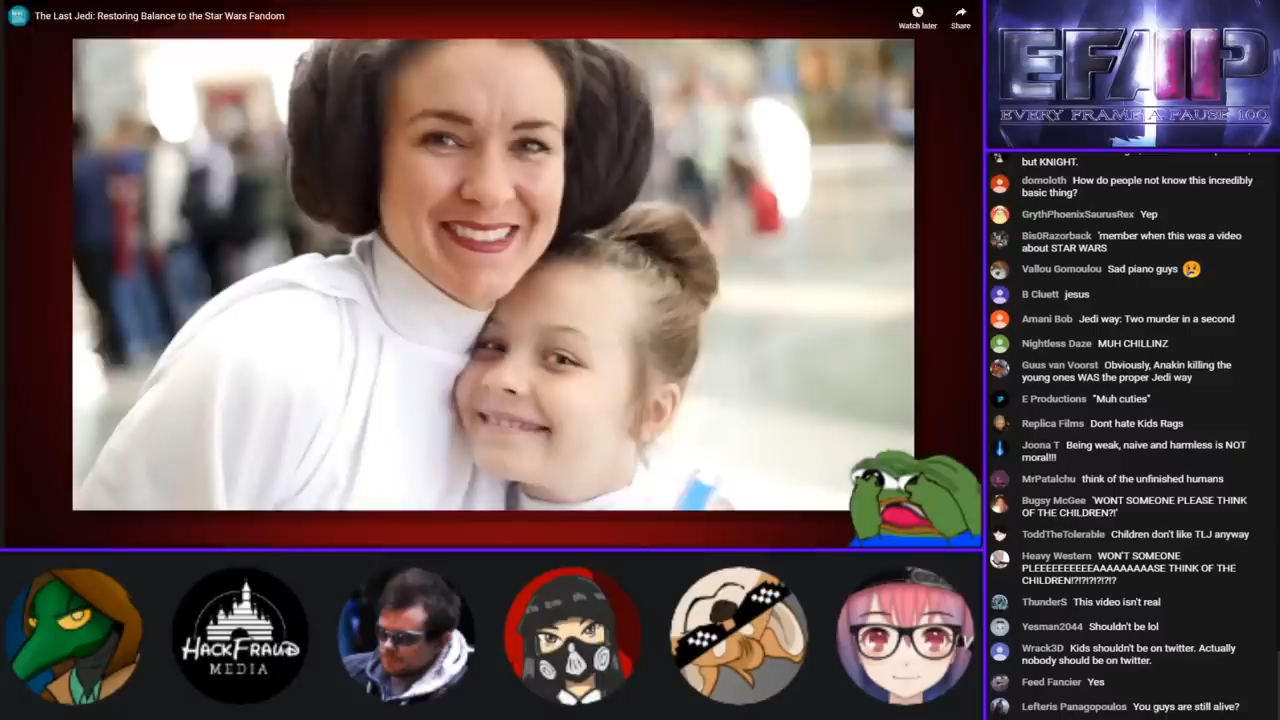 The Last Jedi: Restoring Balance to the Star Wars Fandom
Watch later
Share
EFAP
EVERY FRAME A PAUSE 100
but KNIGHT.
domoloth How do people not know this incredibly
basic thing?
GrythPhoenixSaurusRex Yep
Bis0Razorback 'member when this was a video
about STAR WARS
Vallou Gomoulou Sad piano guys 😢
B Cluett jesus
Amani Bob Jedi way: Two murder in a second
Nightless Daze MUH CHILLINZ
Guus van Voorst Obviously, Anakin killing the
young ones WAS the proper Jedi way
E Productions "Muh cuties"
Replica Films Dont hate Kids Rags
Joona T Being weak, naive and harmless is NOT
moral!!!
MrPatalchu think of the unfinished humans
Bugsy McGee 'WONT SOMEONE PLEASE THINK
OF THE CHILDREN?!'
ToddTheTolerable Children don't like TLJ anyway
Heavy Western WON'T SOMEONE
PLEEEEEEEEEEAAAAAAAAASE THINK OF THE
CHILDREN!?!?!?!?!?
ThunderS This video isn't real
Yesman2044 Shouldn't be lol
Wrack3D Kids shouldn't be on twitter. Actually
nobody should be on twitter.
Feed Fancier Yes
Lefteris Panagopoulos You guys are still alive?
HACKFRAUD
MEDIA